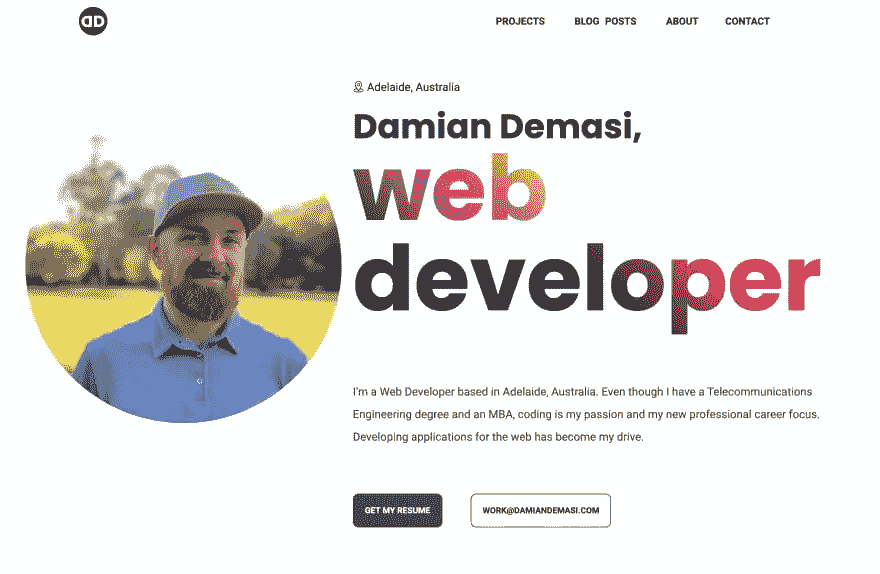 DD
PROJECTS BLOG POSTS ABOUT CONTACT
Adelaide, Australia
Damian Demasi,
web
developer
I'm a Web Developer based in Adelaide, Australia. Even though I have a Telecommunications
Engineering degree and an MBA, coding is my passion and my new professional career focus.
Developing applications for the web has become my drive.
GET MY RESUME WORK@DAMIANDEMASI.COM